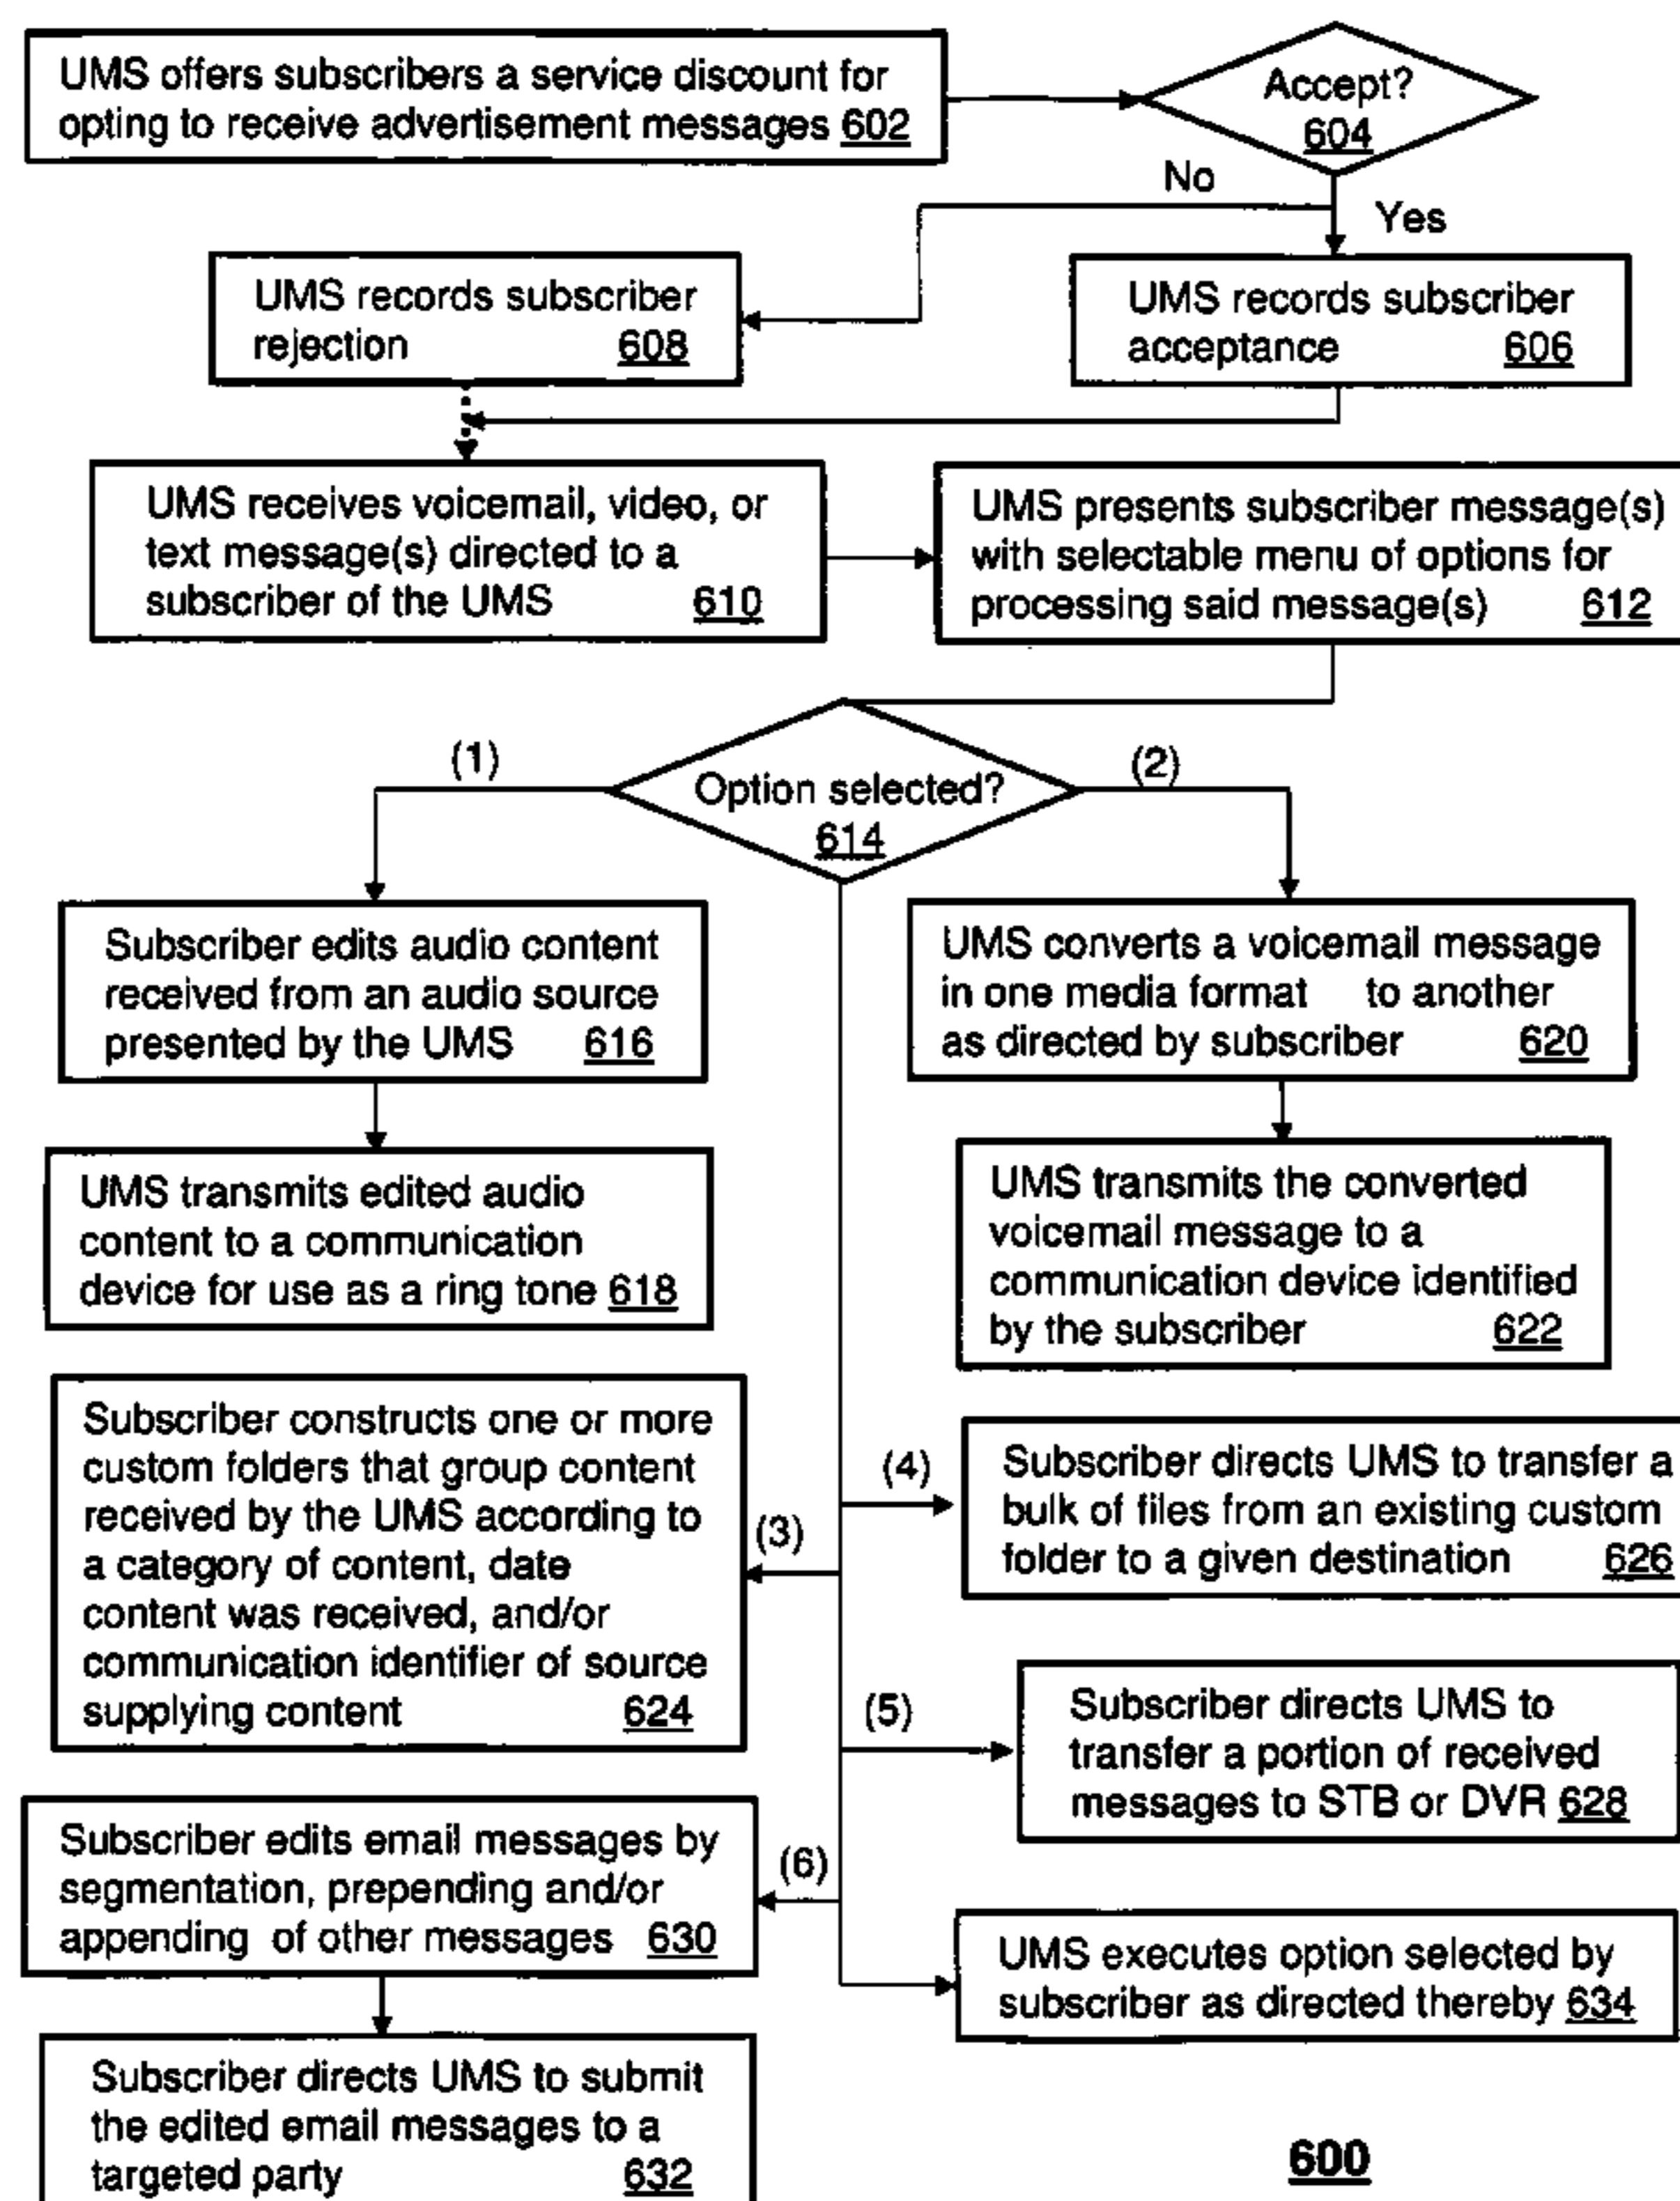 UMS offers subscribers a service discount for
opting to receive advertisement messages 602
Accept?
604
No
Yes
UMS records subscriber
rejection 608
UMS records subscriber
acceptance 606
UMS receives voicemail, video, or
text message(s) directed to a
subscriber of the UMS 610
UMS presents subscriber message(s)
with selectable menu of options for
processing said message(s) 612
Option selected?
614
(1)
(2)
Subscriber edits audio content
received from an audio source
presented by the UMS 616
UMS converts a voicemail message
in one media format to another
as directed by subscriber 620
UMS transmits edited audio
content to a communication
device for use as a ring tone 618
UMS transmits the converted
voicemail message to a
communication device identified
by the subscriber 622
(3)
Subscriber constructs one or more
custom folders that group content
received by the UMS according to
a category of content, date
content was received, and/or
communication identifier of source
supplying content 624
(4)
Subscriber directs UMS to transfer a
bulk of files from an existing custom
folder to a given destination 626
(5)
Subscriber directs UMS to
transfer a portion of received
messages to STB or DVR 628
(6)
Subscriber edits email messages by
segmentation, prepending and/or
appending of other messages 630
UMS executes option selected by
subscriber as directed thereby 634
Subscriber directs UMS to submit
the edited email messages to a
targeted party 632
600